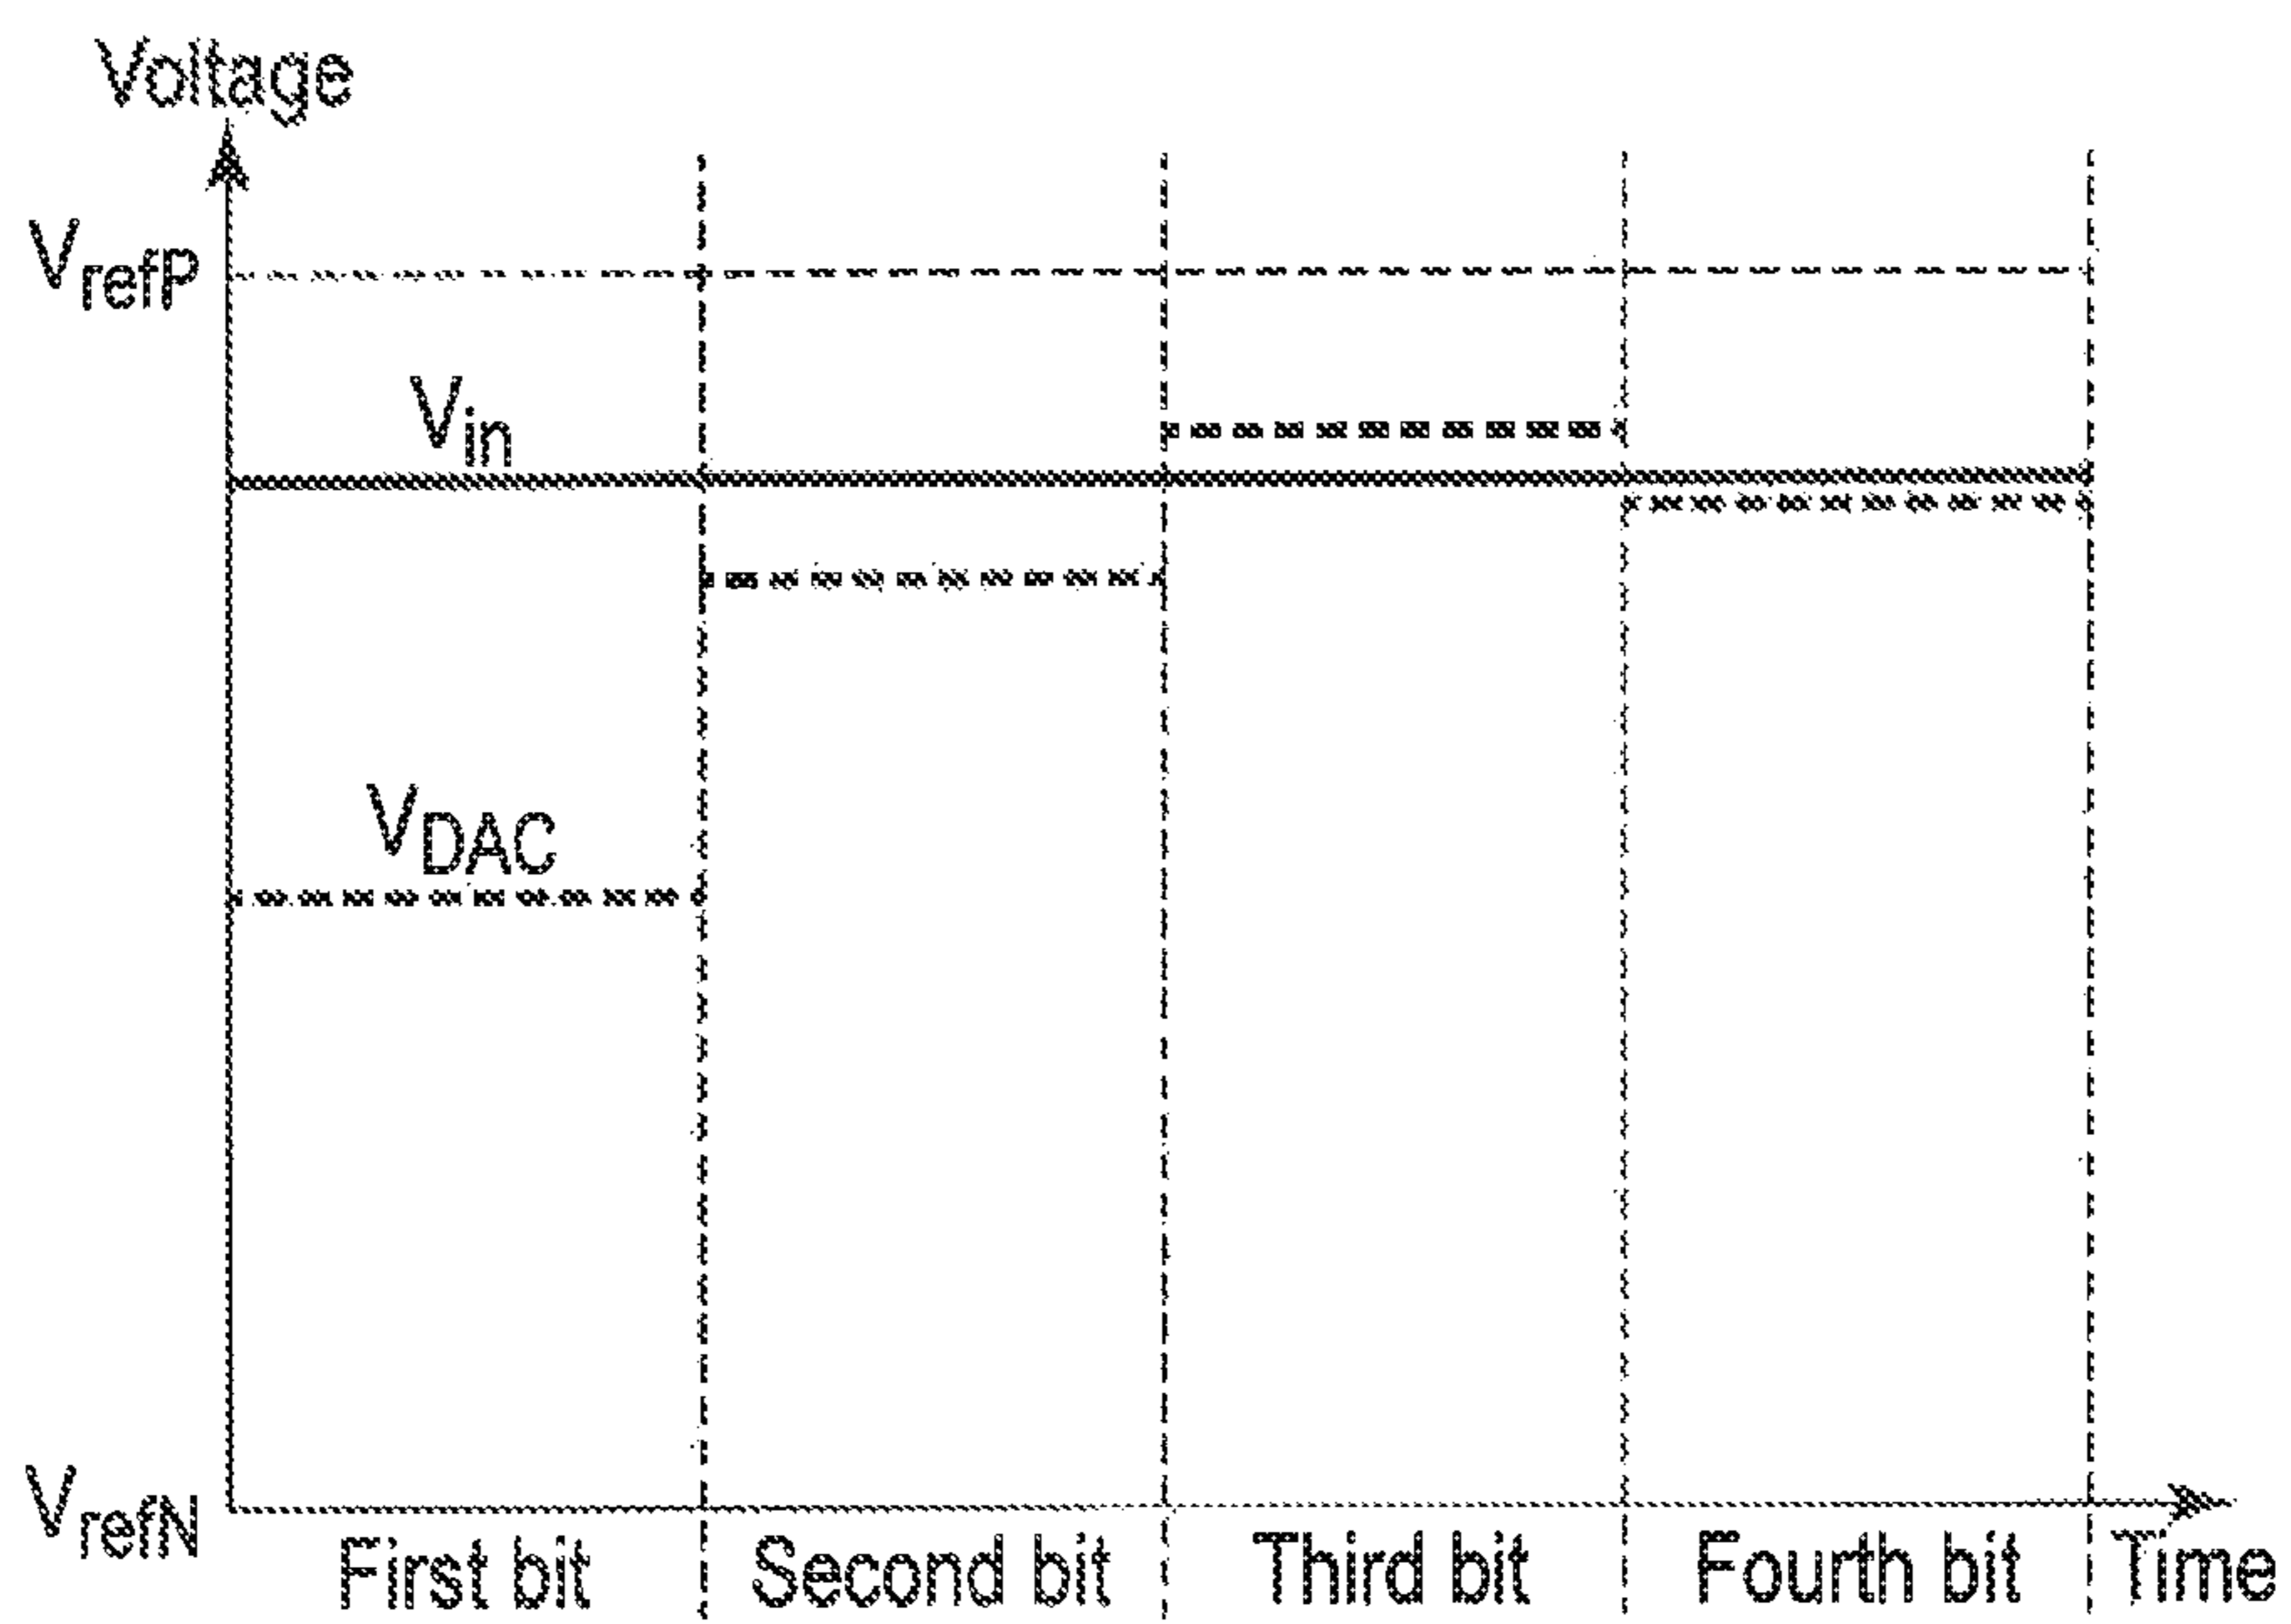 Voltage
VrefP
Vin
VDAC
VrefN
First bit
Second bit
Third bit
Fourth bit
Time